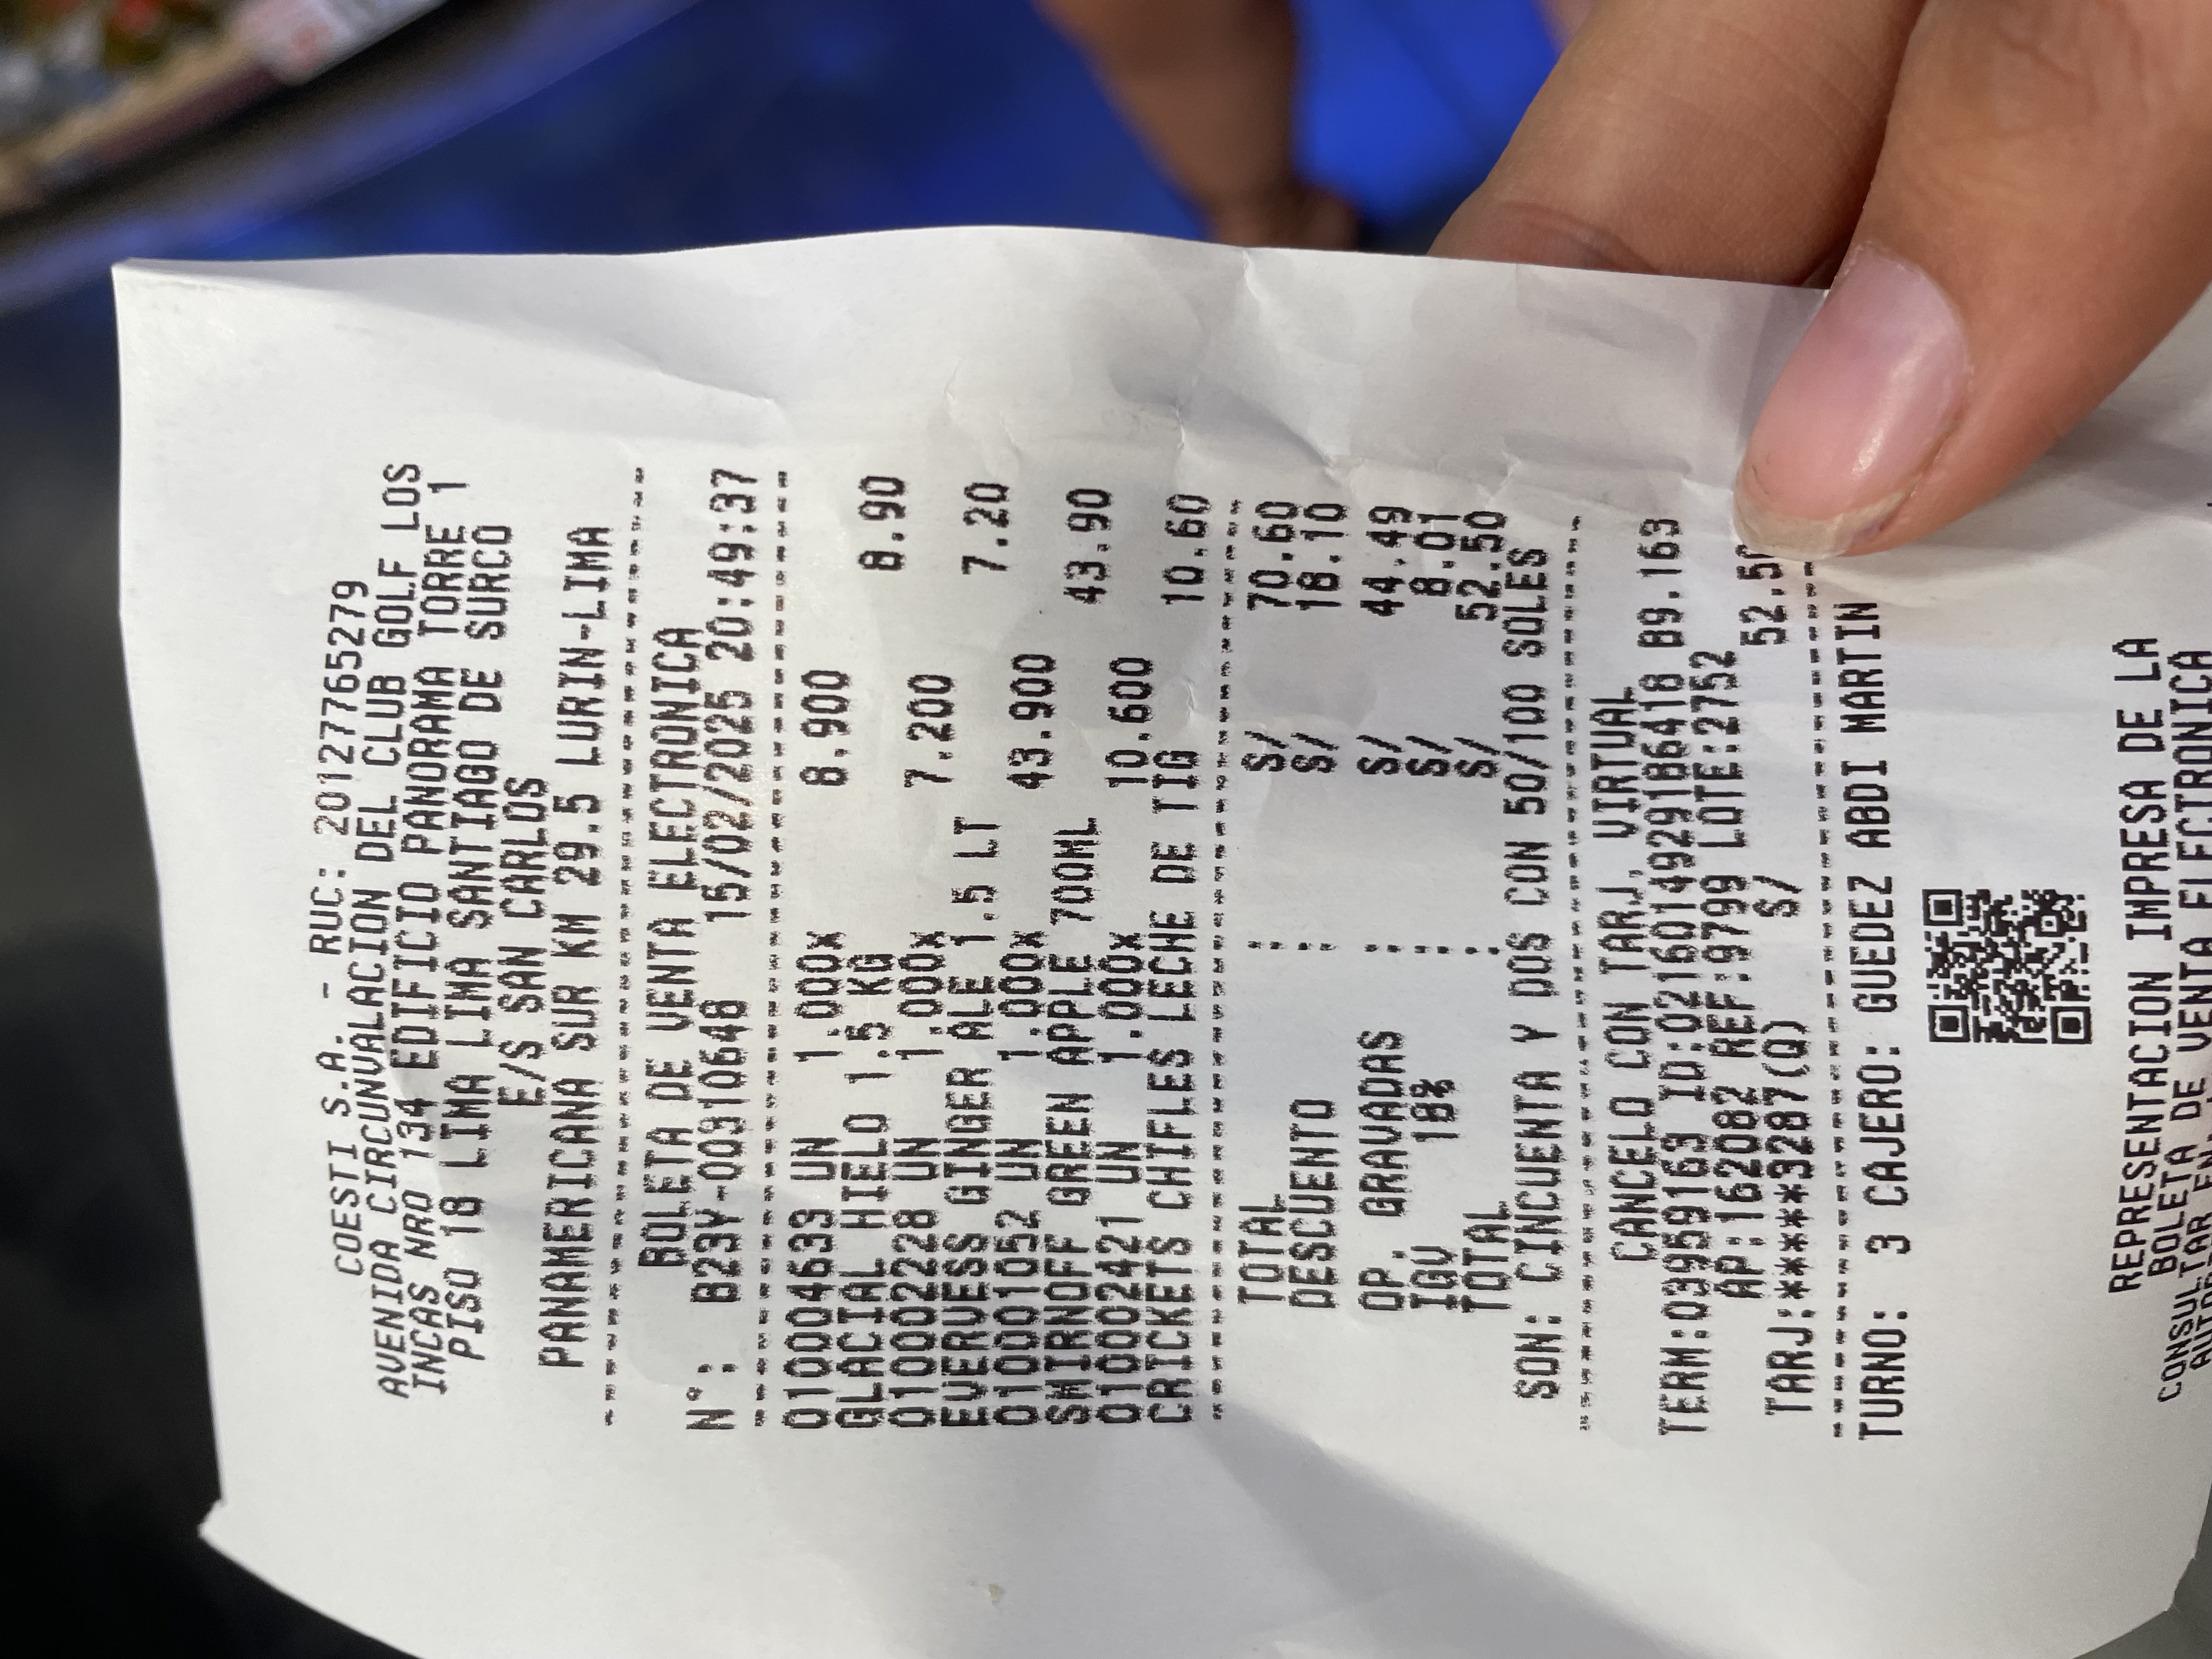 COESTI S.A. - RUC: 20127765279
AVENIDA CIRCUNVALACION DEL CLUB GOLF LOS
INCAS NRO 134 EDIFICIO PANORAMA TORRE 1
PISO 18 LIMA LIMA SANTIAGO DE SURCO
E/S SAN CARLOS
PANAMERICANA SUR KM 29.5 LURIN-LIMA
BOLETA DE VENTA ELECTRONICA
N°: B23Y-00310648 15/02/2025 20:49:37
010004633 UN 1.000x 8.900
GLACIAL HIELO 1.5 KG 8.90
010002228 UN 1.000x 7.200
EVERVESS GINGER ALE 1.5 LT 7.20
010001052 UN 1.000x 43.900
SMIRNOFF GREEN APPLE 700ML 43.90
010002421 UN 1.000x 10.600
CRICKETS CHIFLES LECHE DE TIG 10.60
TOTAL : S/ 70.60
DESCUENTO : S/ 18.10
OP. GRAVADAS : S/ 44.49
IGV 18% : S/ 8.01
TOTAL : S/ 52.50
SON: CINCUENTA Y DOS CON 50/100 SOLES
CANCELO CON TARJ. VIRTUAL
TERM:03959163 ID:0216014929186418 B9.163
AP:162082 REF:9799 LOTE:2752
TARJ:*****3287(Q) S/ 52.50
TURNO: 3 CAJERO: GUEDEZ ABDI MARTIN
REPRESENTACION IMPRESA DE LA
BOLETA DE VENTA ELECTRONICA
CONSULTAR EN: